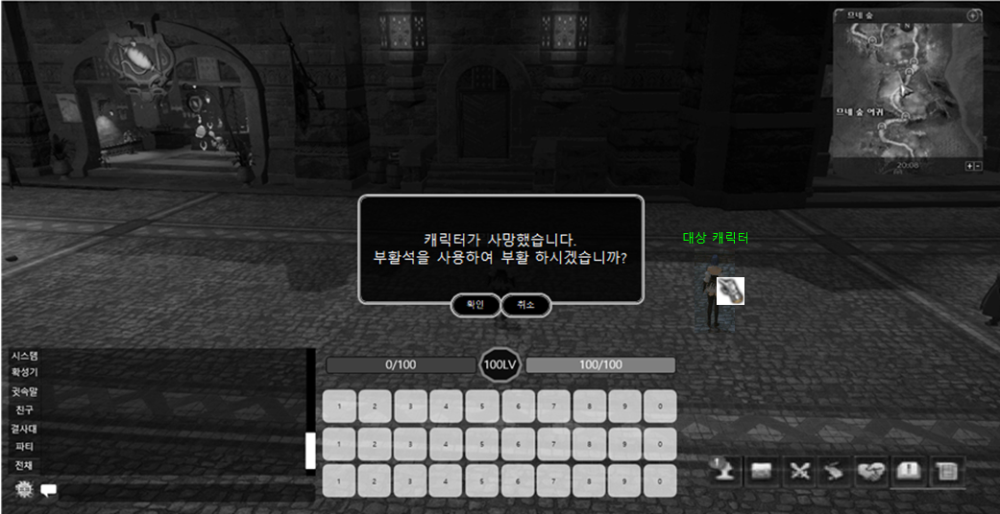 므네 숲
N
므네 숲 여귀
20:08
캐릭터가 사망했습니다.
부활석을 사용하여 부활 하시겠습니까?
확인
취소
대상 캐릭터
시스템
확성기
귓속말
친구
결사대
파티
전채
0/100
100LV
100/100
1 2 3 4 5 6 7 8 9 0
1 2 3 4 5 6 7 8 9 0
1 2 3 4 5 6 7 8 9 0
1